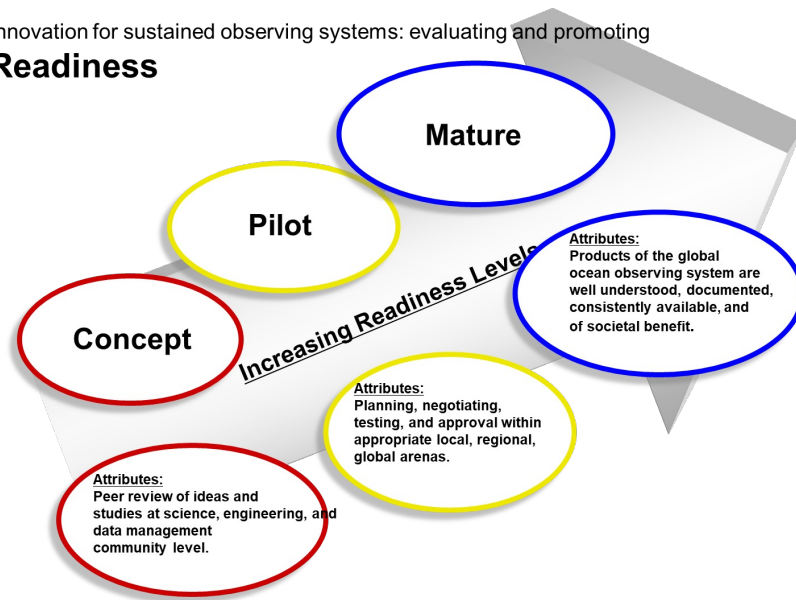 nnovation for sustained observing systems: evaluating and promoting
Readiness
Mature
Pilot
Concept
Increasing Readiness Levels
Attributes:
Products of the global
ocean observing system are
well understood, documented,
consistently available, and
of societal benefit.
Attributes:
Planning, negotiating,
testing, and approval within
appropriate local, regional,
global arenas.
Attributes:
Peer review of ideas and
studies at science, engineering, and
data management
community level.